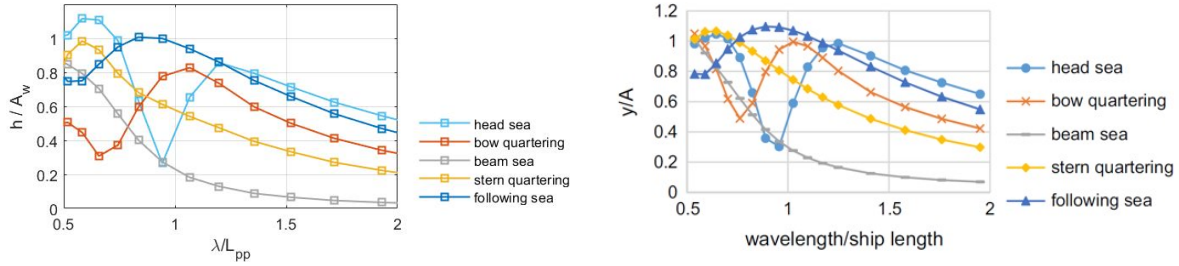 h / A_w
1
0.8
0.6
0.4
0.2
0
0.5
1
1.5
2
λ/L_pp
head sea
bow quartering
beam sea
stern quartering
following sea
y/A
1.2
1
0.8
0.6
0.4
0.2
0
0.5
1
1.5
2
wavelength/ship length
head sea
bow quartering
beam sea
stern quartering
following sea